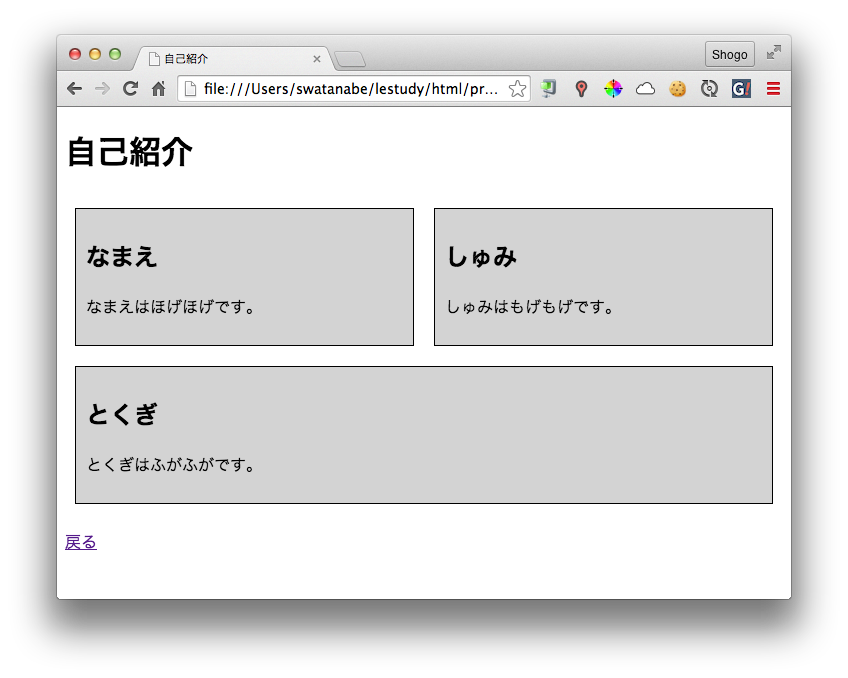 自己紹介
Shogo
file:///Users/swatanabe/lestudy/html/pr...
G!
自己紹介
なまえ
なまえはほげほげです。
しゅみ
しゅみはもげもげです。
とくぎ
とくぎはふがふがです。
戻る